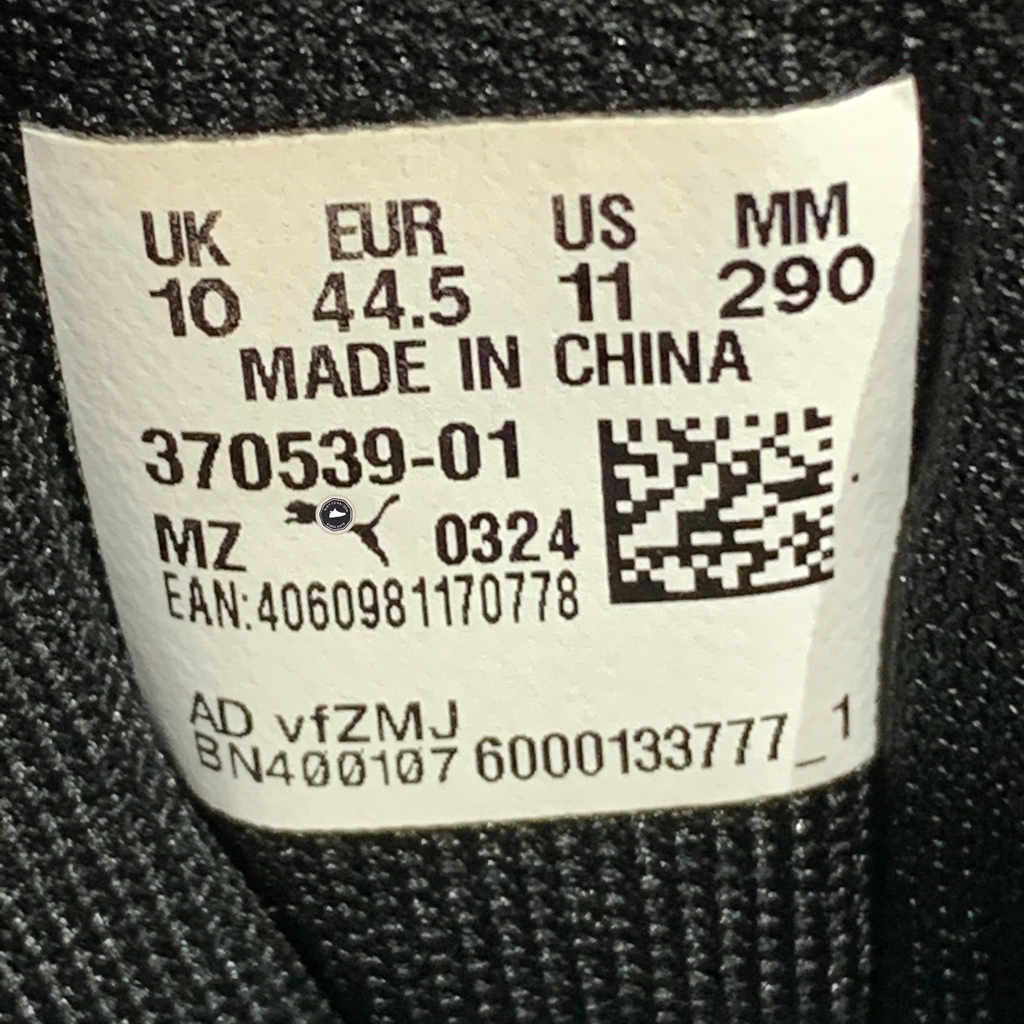 UK EUR US MM
10 44.5 11 290
MADE IN CHINA
370539-01
MZ 0324
EAN:4060981170778
AD vfZMJ
BN400107 6000133777_1